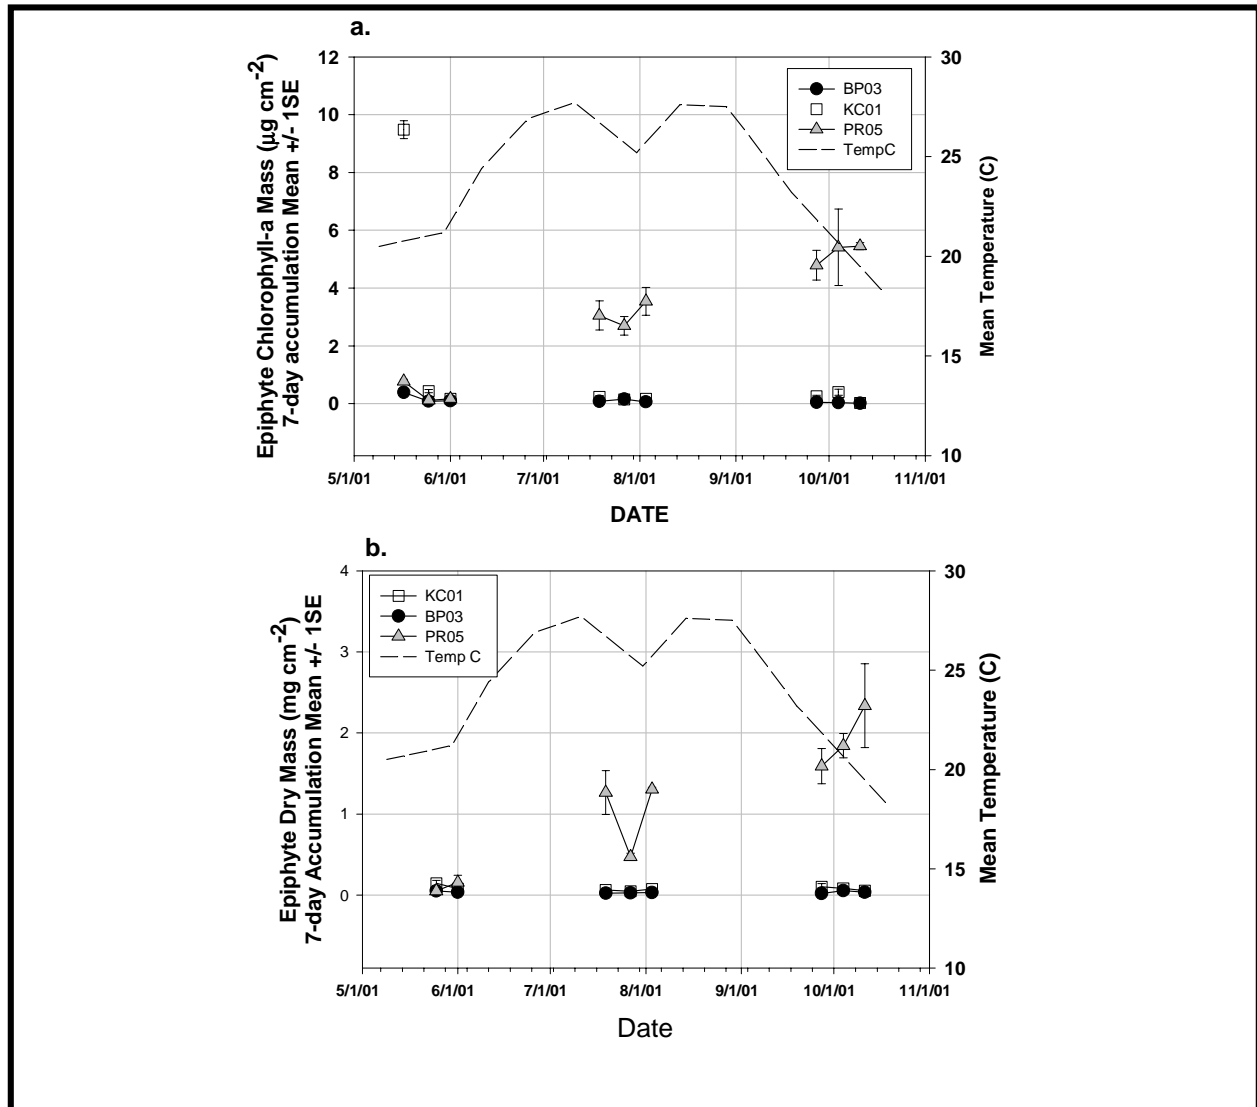 a.
Epiphyte Chlorophyll-a Mass (μg cm-2)
7-day accumulation Mean +/- 1SE
12
10
8
6
4
2
0
BP03
KC01
PR05
TempC
30
25
20
15
10
Mean Temperature (C)
5/1/01 6/1/01 7/1/01 8/1/01 9/1/01 10/1/01 11/1/01
DATE
b.
Epiphyte Dry Mass (mg cm-2)
7-day Accumulation Mean +/- 1SE
4
3
2
1
0
KC01
BP03
PR05
Temp C
30
25
20
15
10
Mean Temperature (C)
5/1/01 6/1/01 7/1/01 8/1/01 9/1/01 10/1/01 11/1/01
Date